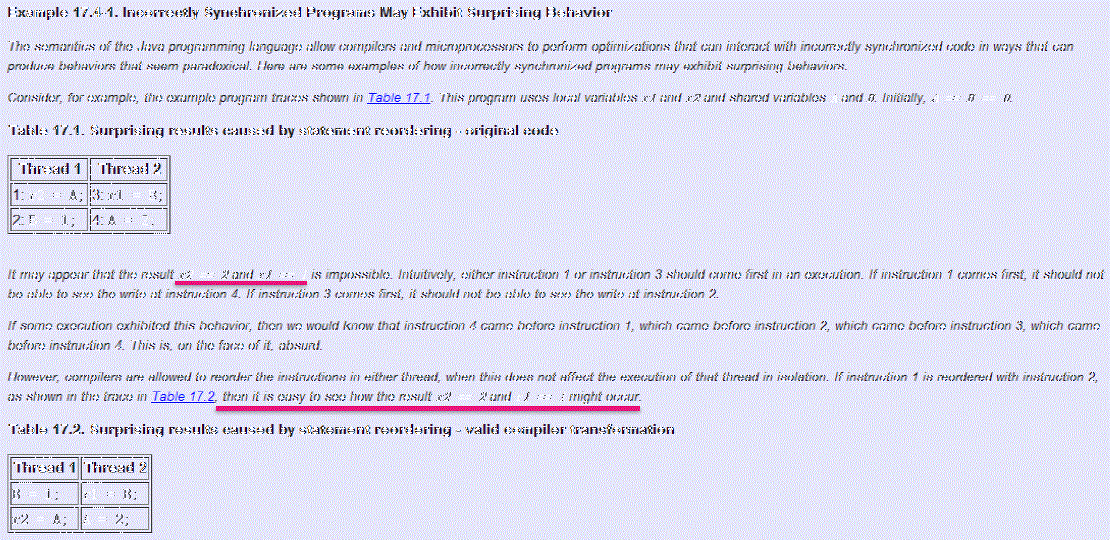 Example 17.4-1. Incorrectly Synchronized Programs May Exhibit Surprising Behavior
The semantics of the Java programming language allow compilers and microprocessors to perform optimizations that can interact with incorrectly synchronized code in ways that can
produce behaviors that seem paradoxical. Here are some examples of how incorrectly synchronized programs may exhibit surprising behaviors.
Consider, for example, the example program traces shown in Table 17.1. This program uses local variables r1 and r2 and shared variables and B. Initially, == B == 0.
Table 17.1. Surprising results caused by statement reordering - original code
Thread 1 Thread 2
1: = A; 3: r1 = B;
2: B = 1; 4: A =
It may appear that the result r2 == 2 and r1 == is impossible. Intuitively, either instruction 1 or instruction 3 should come first in an execution. If instruction 1 comes first, it should not
be able to see the write at instruction 4. If instruction 3 comes first, it should not be able to see the write at instruction 2.
If some execution exhibited this behavior, then we would know that instruction 4 came before instruction 1, which came before instruction 2, which came before instruction 3, which came
before instruction 4. This is, on the face of it, absurd.
However, compilers are allowed to reorder the instructions in either thread, when this does not affect the execution of that thread in isolation. If instruction 1 is reordered with instruction 2,
as shown in the trace in Table 17.2, then it is easy to see how the result r2 == 2 and == might occur.
Table 17.2. Surprising results caused by statement reordering - valid compiler transformation
Thread 1 Thread 2
B = 1; r1 = B;
r2 = A; = 2;